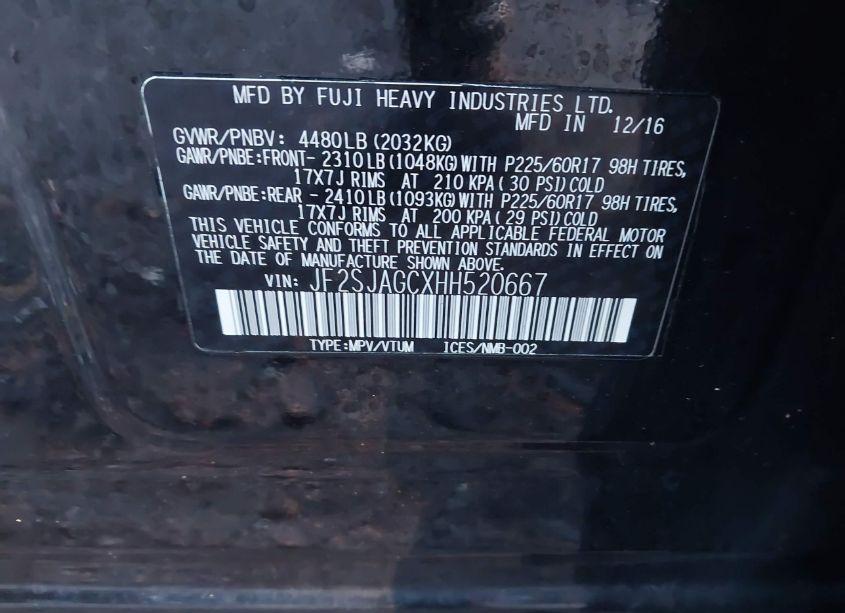 MFD BY FUJI HEAVY INDUSTRIES LTD.
MFD IN 12/16
GVWR/PNBV: 4480LB (2032KG)
GAWR/PNBE:FRONT- 2310LB (1048KG) WITH P225/60R17 98H TIRES,
17X7J RIMS AT 210 KPA ( 30 PSI) COLD
GAWR/PNBE:REAR - 2410LB (1093KG) WITH P225/60R17 98H TIRES,
17X7J RIMS AT 200 KPA ( 29 PSI) COLD
THIS VEHICLE CONFORMS TO ALL APPLICABLE FEDERAL MOTOR
VEHICLE SAFETY AND THEFT PREVENTION STANDARDS IN EFFECT ON
THE DATE OF MANUFACTURE SHOWN ABOVE.
VIN: JF2SJAGCXHH520667
TYPE:MPV/VTUM ICES/NMB-002